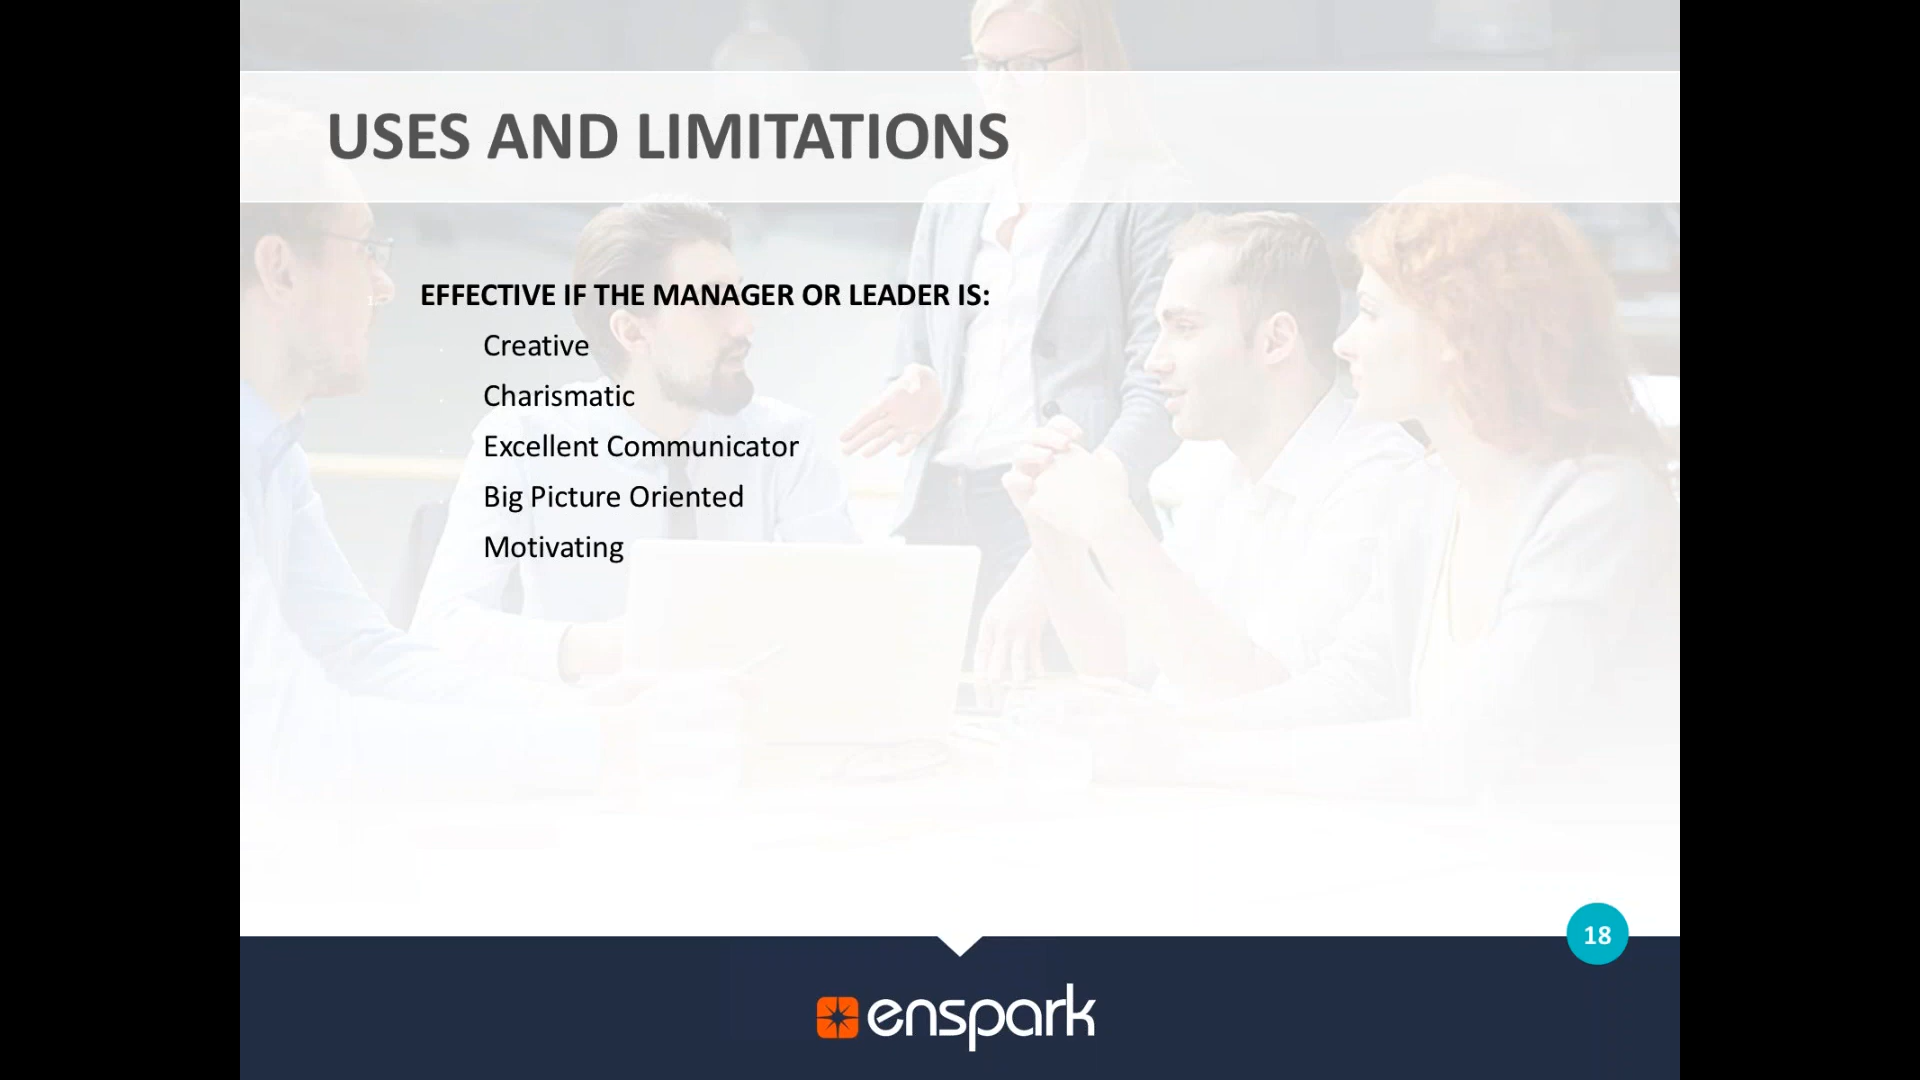 USES AND LIMITATIONS
EFFECTIVE IF THE MANAGER OR LEADER IS:
Creative
Charismatic
Excellent Communicator
Big Picture Oriented
Motivating
18
enspark